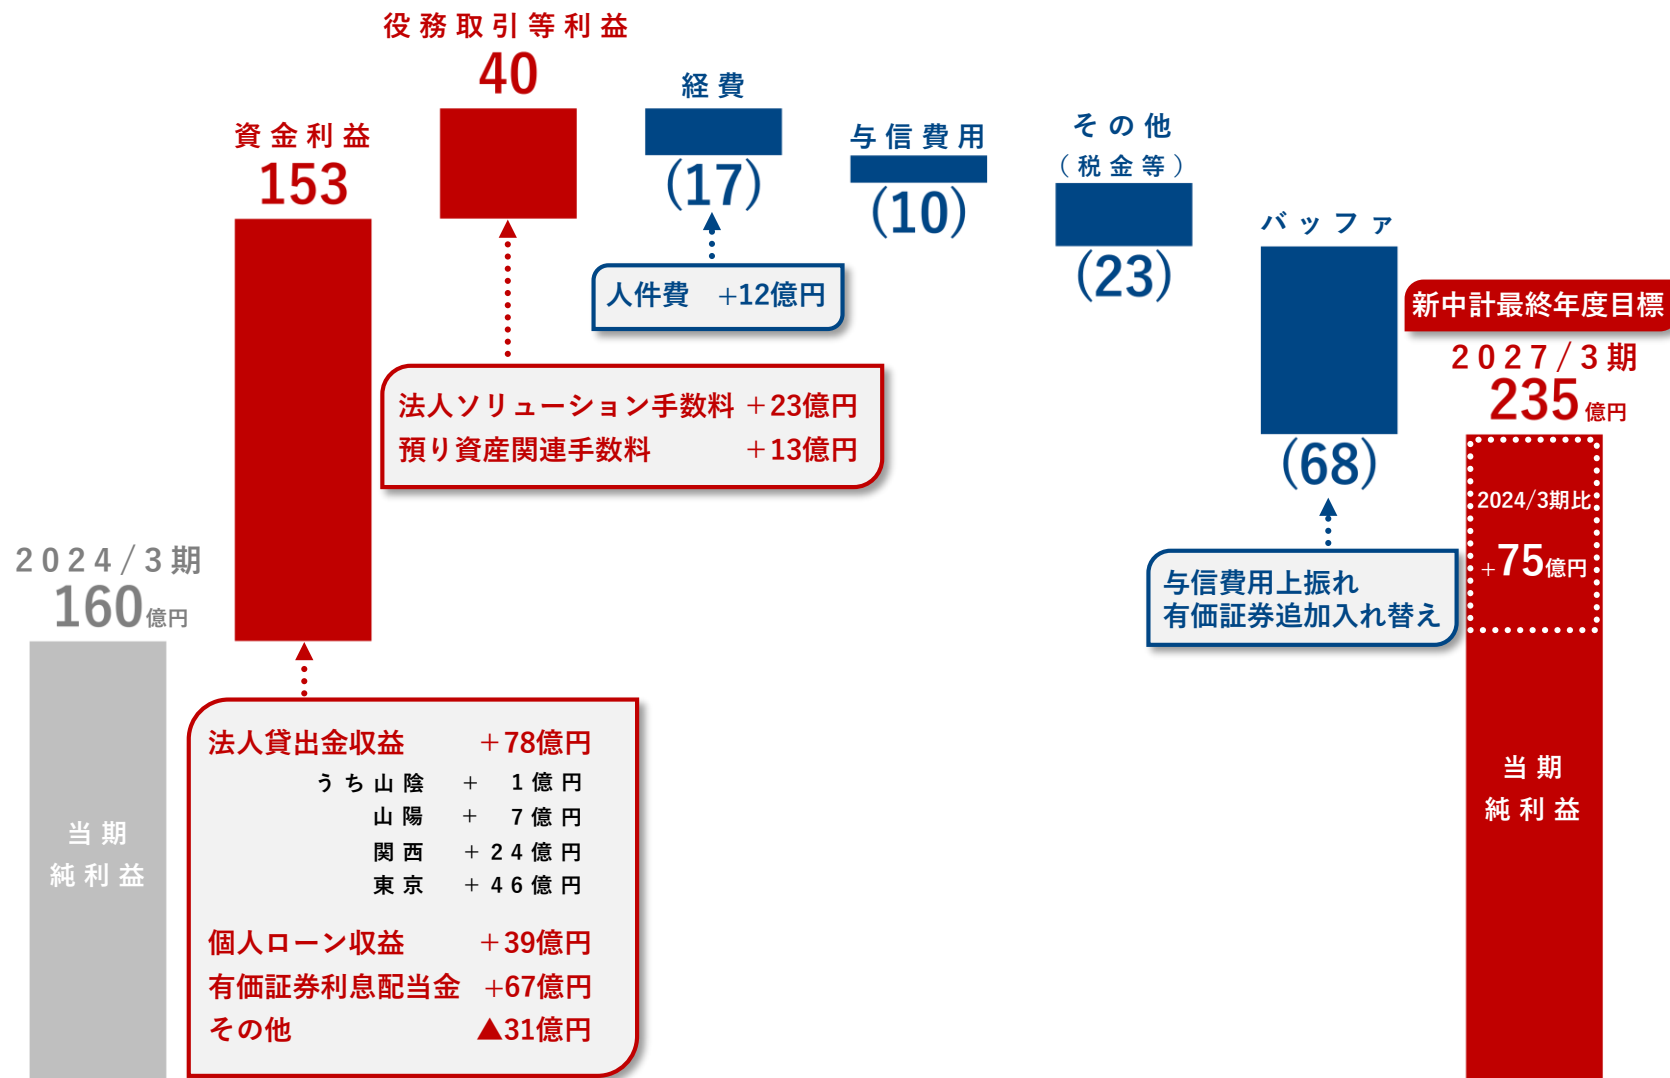 役務取引等利益
40
資金利益
153
経費
(17)
与信費用
(10)
その他
(税金等)
(23)
バッファ
(68)
人件費 +12億円
法人ソリューション手数料 +23億円
預り資産関連手数料 +13億円
新中計最終年度目標
2027/3期
235億円
2024/3期比
+75億円
当期
純利益
与信費用上振れ
有価証券追加入れ替え
2024/3期
160億円
当期
純利益
法人貸出金収益 +78億円
うち山陰 + 1億円
山陽 + 7億円
関西 +24億円
東京 +46億円
個人ローン収益 +39億円
有価証券利息配当金 +67億円
その他 ▲31億円